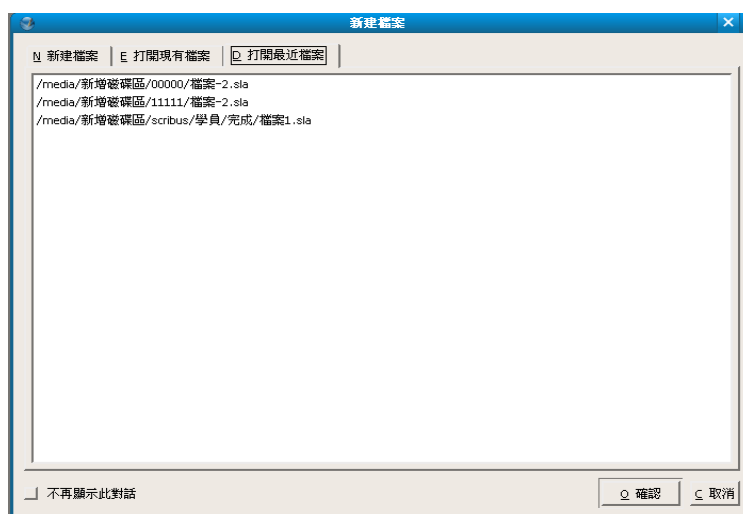 新建檔案
N 新建檔案 E 打開現有檔案 D 打開最近檔案
/media/新增磁碟區/00000/檔案-2.sla
/media/新增磁碟區/11111/檔案-2.sla
/media/新增磁碟區/scribus/學員/完成/檔案1.sla
不再顯示此對話 O 確認 C 取消